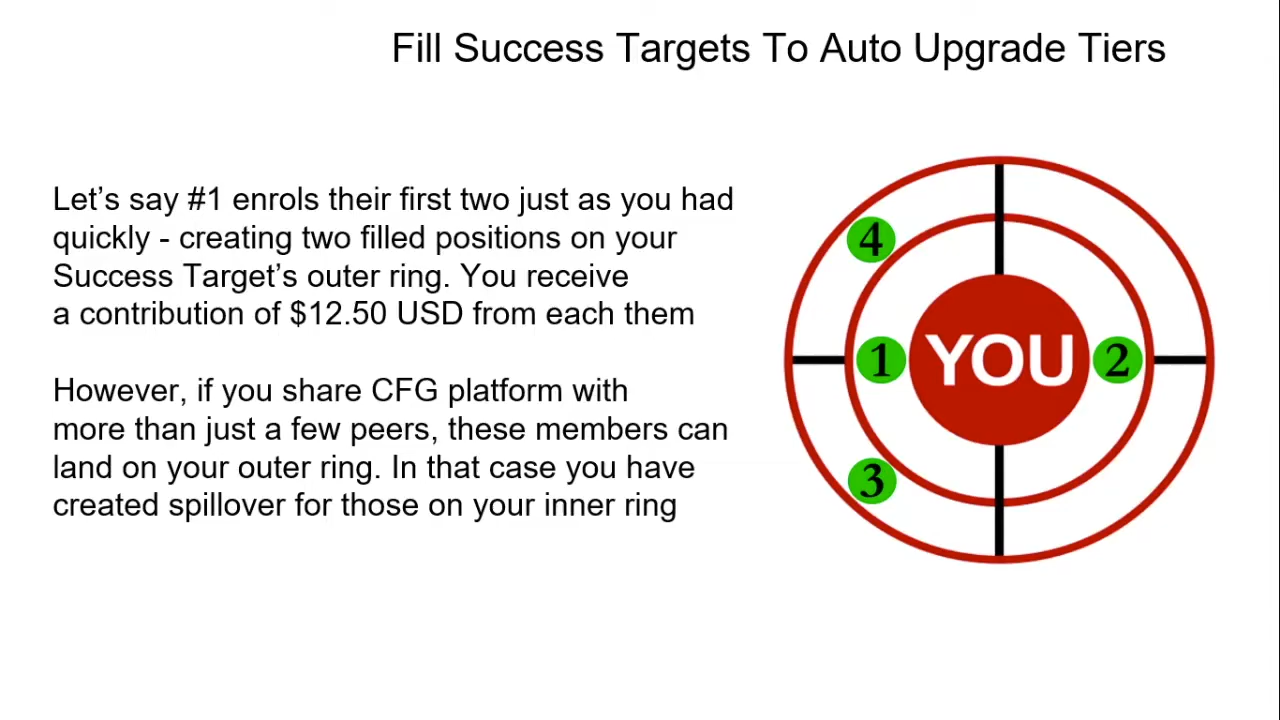 Fill Success Targets To Auto Upgrade Tiers
Let’s say #1 enrols their first two just as you had
quickly - creating two filled positions on your
Success Target’s outer ring. You receive
a contribution of $12.50 USD from each them
However, if you share CFG platform with
more than just a few peers, these members can
land on your outer ring. In that case you have
created spillover for those on your inner ring
4
1
YOU
2
3